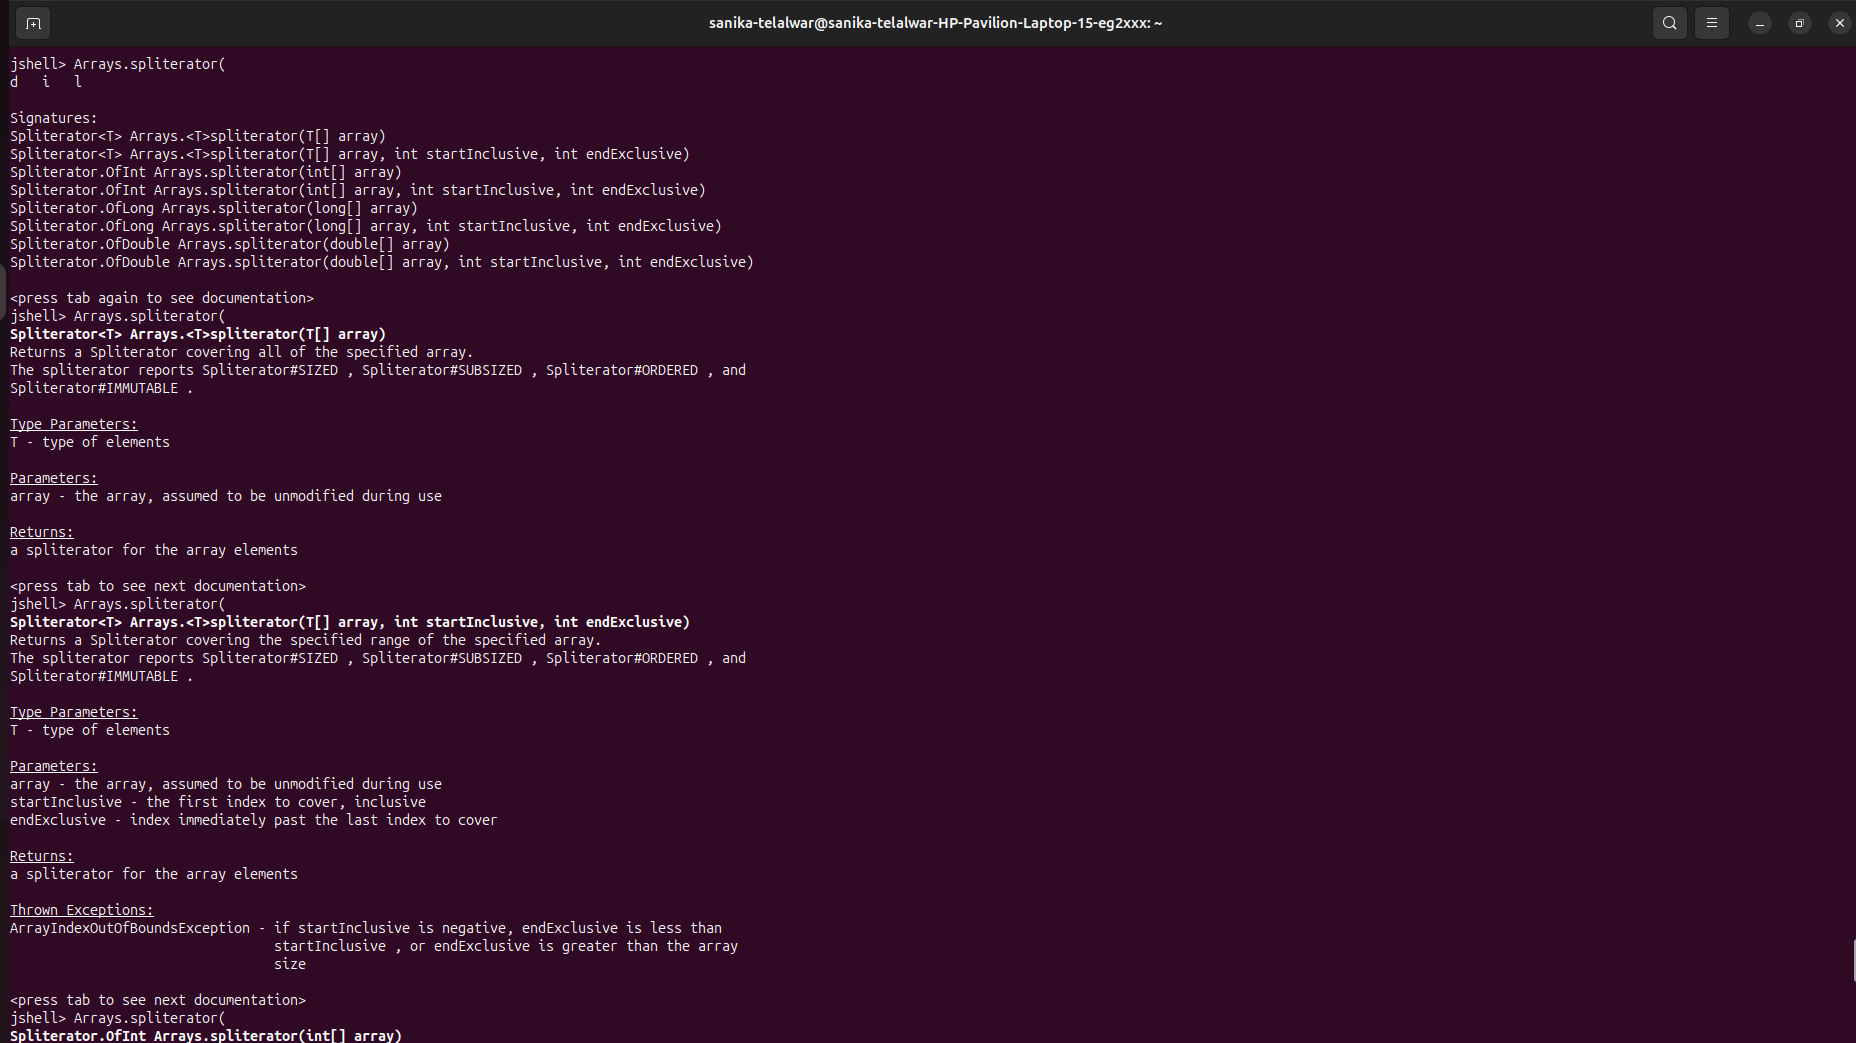 sanika-telalwar@sanika-telalwar-HP-Pavilion-Laptop-15-eg2xxx: ~
jshell> Arrays.spliterator(
d   i   l
Signatures:
Spliterator<T> Arrays.<T>spliterator(T[] array)
Spliterator<T> Arrays.<T>spliterator(T[] array, int startInclusive, int endExclusive)
Spliterator.OfInt Arrays.spliterator(int[] array)
Spliterator.OfInt Arrays.spliterator(int[] array, int startInclusive, int endExclusive)
Spliterator.OfLong Arrays.spliterator(long[] array)
Spliterator.OfLong Arrays.spliterator(long[] array, int startInclusive, int endExclusive)
Spliterator.OfDouble Arrays.spliterator(double[] array)
Spliterator.OfDouble Arrays.spliterator(double[] array, int startInclusive, int endExclusive)
<press tab again to see documentation>
jshell> Arrays.spliterator(
Spliterator<T> Arrays.<T>spliterator(T[] array)
Returns a Spliterator covering all of the specified array.
The spliterator reports Spliterator#SIZED , Spliterator#SUBSIZED , Spliterator#ORDERED , and
Spliterator#IMMUTABLE .
Type Parameters:
T - type of elements
Parameters:
array - the array, assumed to be unmodified during use
Returns:
a spliterator for the array elements
<press tab to see next documentation>
jshell> Arrays.spliterator(
Spliterator<T> Arrays.<T>spliterator(T[] array, int startInclusive, int endExclusive)
Returns a Spliterator covering the specified range of the specified array.
The spliterator reports Spliterator#SIZED , Spliterator#SUBSIZED , Spliterator#ORDERED , and
Spliterator#IMMUTABLE .
Type Parameters:
T - type of elements
Parameters:
array - the array, assumed to be unmodified during use
startInclusive - the first index to cover, inclusive
endExclusive - index immediately past the last index to cover
Returns:
a spliterator for the array elements
Thrown Exceptions:
ArrayIndexOutOfBoundsException - if startInclusive is negative, endExclusive is less than
startInclusive , or endExclusive is greater than the array
size
<press tab to see next documentation>
jshell> Arrays.spliterator(
Spliterator.OfInt Arrays.spliterator(int[] array)